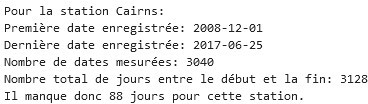 Pour la station Cairns:
Première date enregistrée: 2008-12-01
Dernière date enregistrée: 2017-06-25
Nombre de dates mesurées: 3040
Nombre total de jours entre le début et la fin: 3128
Il manque donc 88 jours pour cette station.